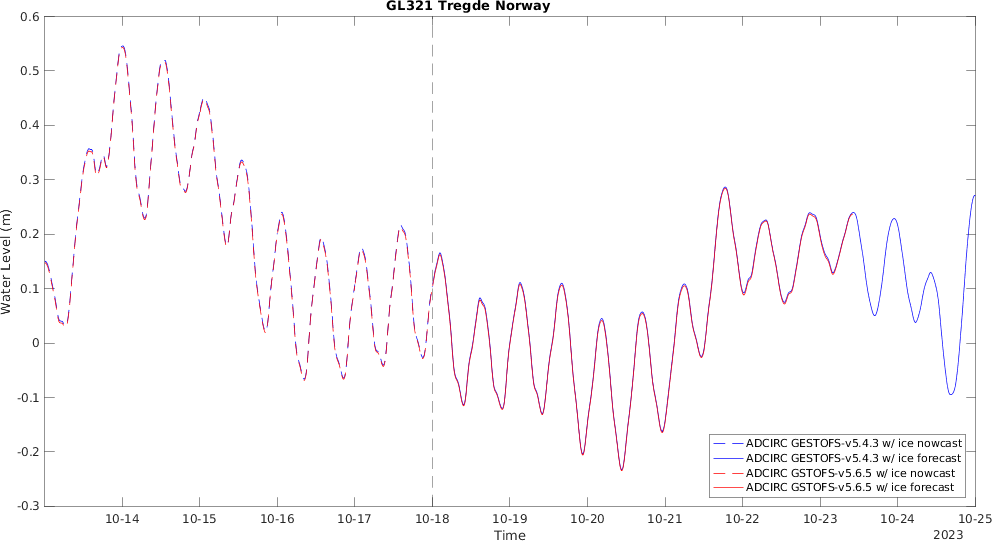 GL321 Tregde Norway
0.6
0.5
0.4
0.3
0.2
0.1
0
-0.1
-0.2
-0.3
Water Level (m)
ADCIRC GESTOFS-v5.4.3 w/ ice nowcast
ADCIRC GESTOFS-v5.4.3 w/ ice forecast
ADCIRC GSTOFS-v5.6.5 w/ ice nowcast
ADCIRC GSTOFS-v5.6.5 w/ ice forecast
10-14 10-15 10-16 10-17 10-18 10-19 10-20 10-21 10-22 10-23 10-24 10-25
Time
2023